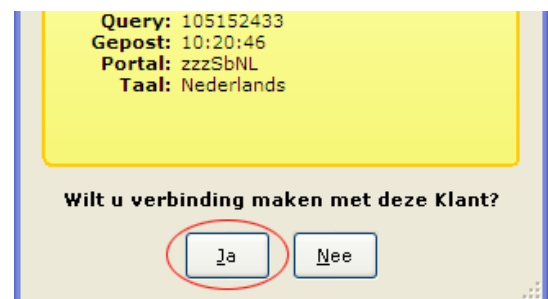 Query: 105152433
Gepost: 10:20:46
Portal: zzzSbNL
Taal: Nederlands
Wilt u verbinding maken met deze Klant?
Ja Nee